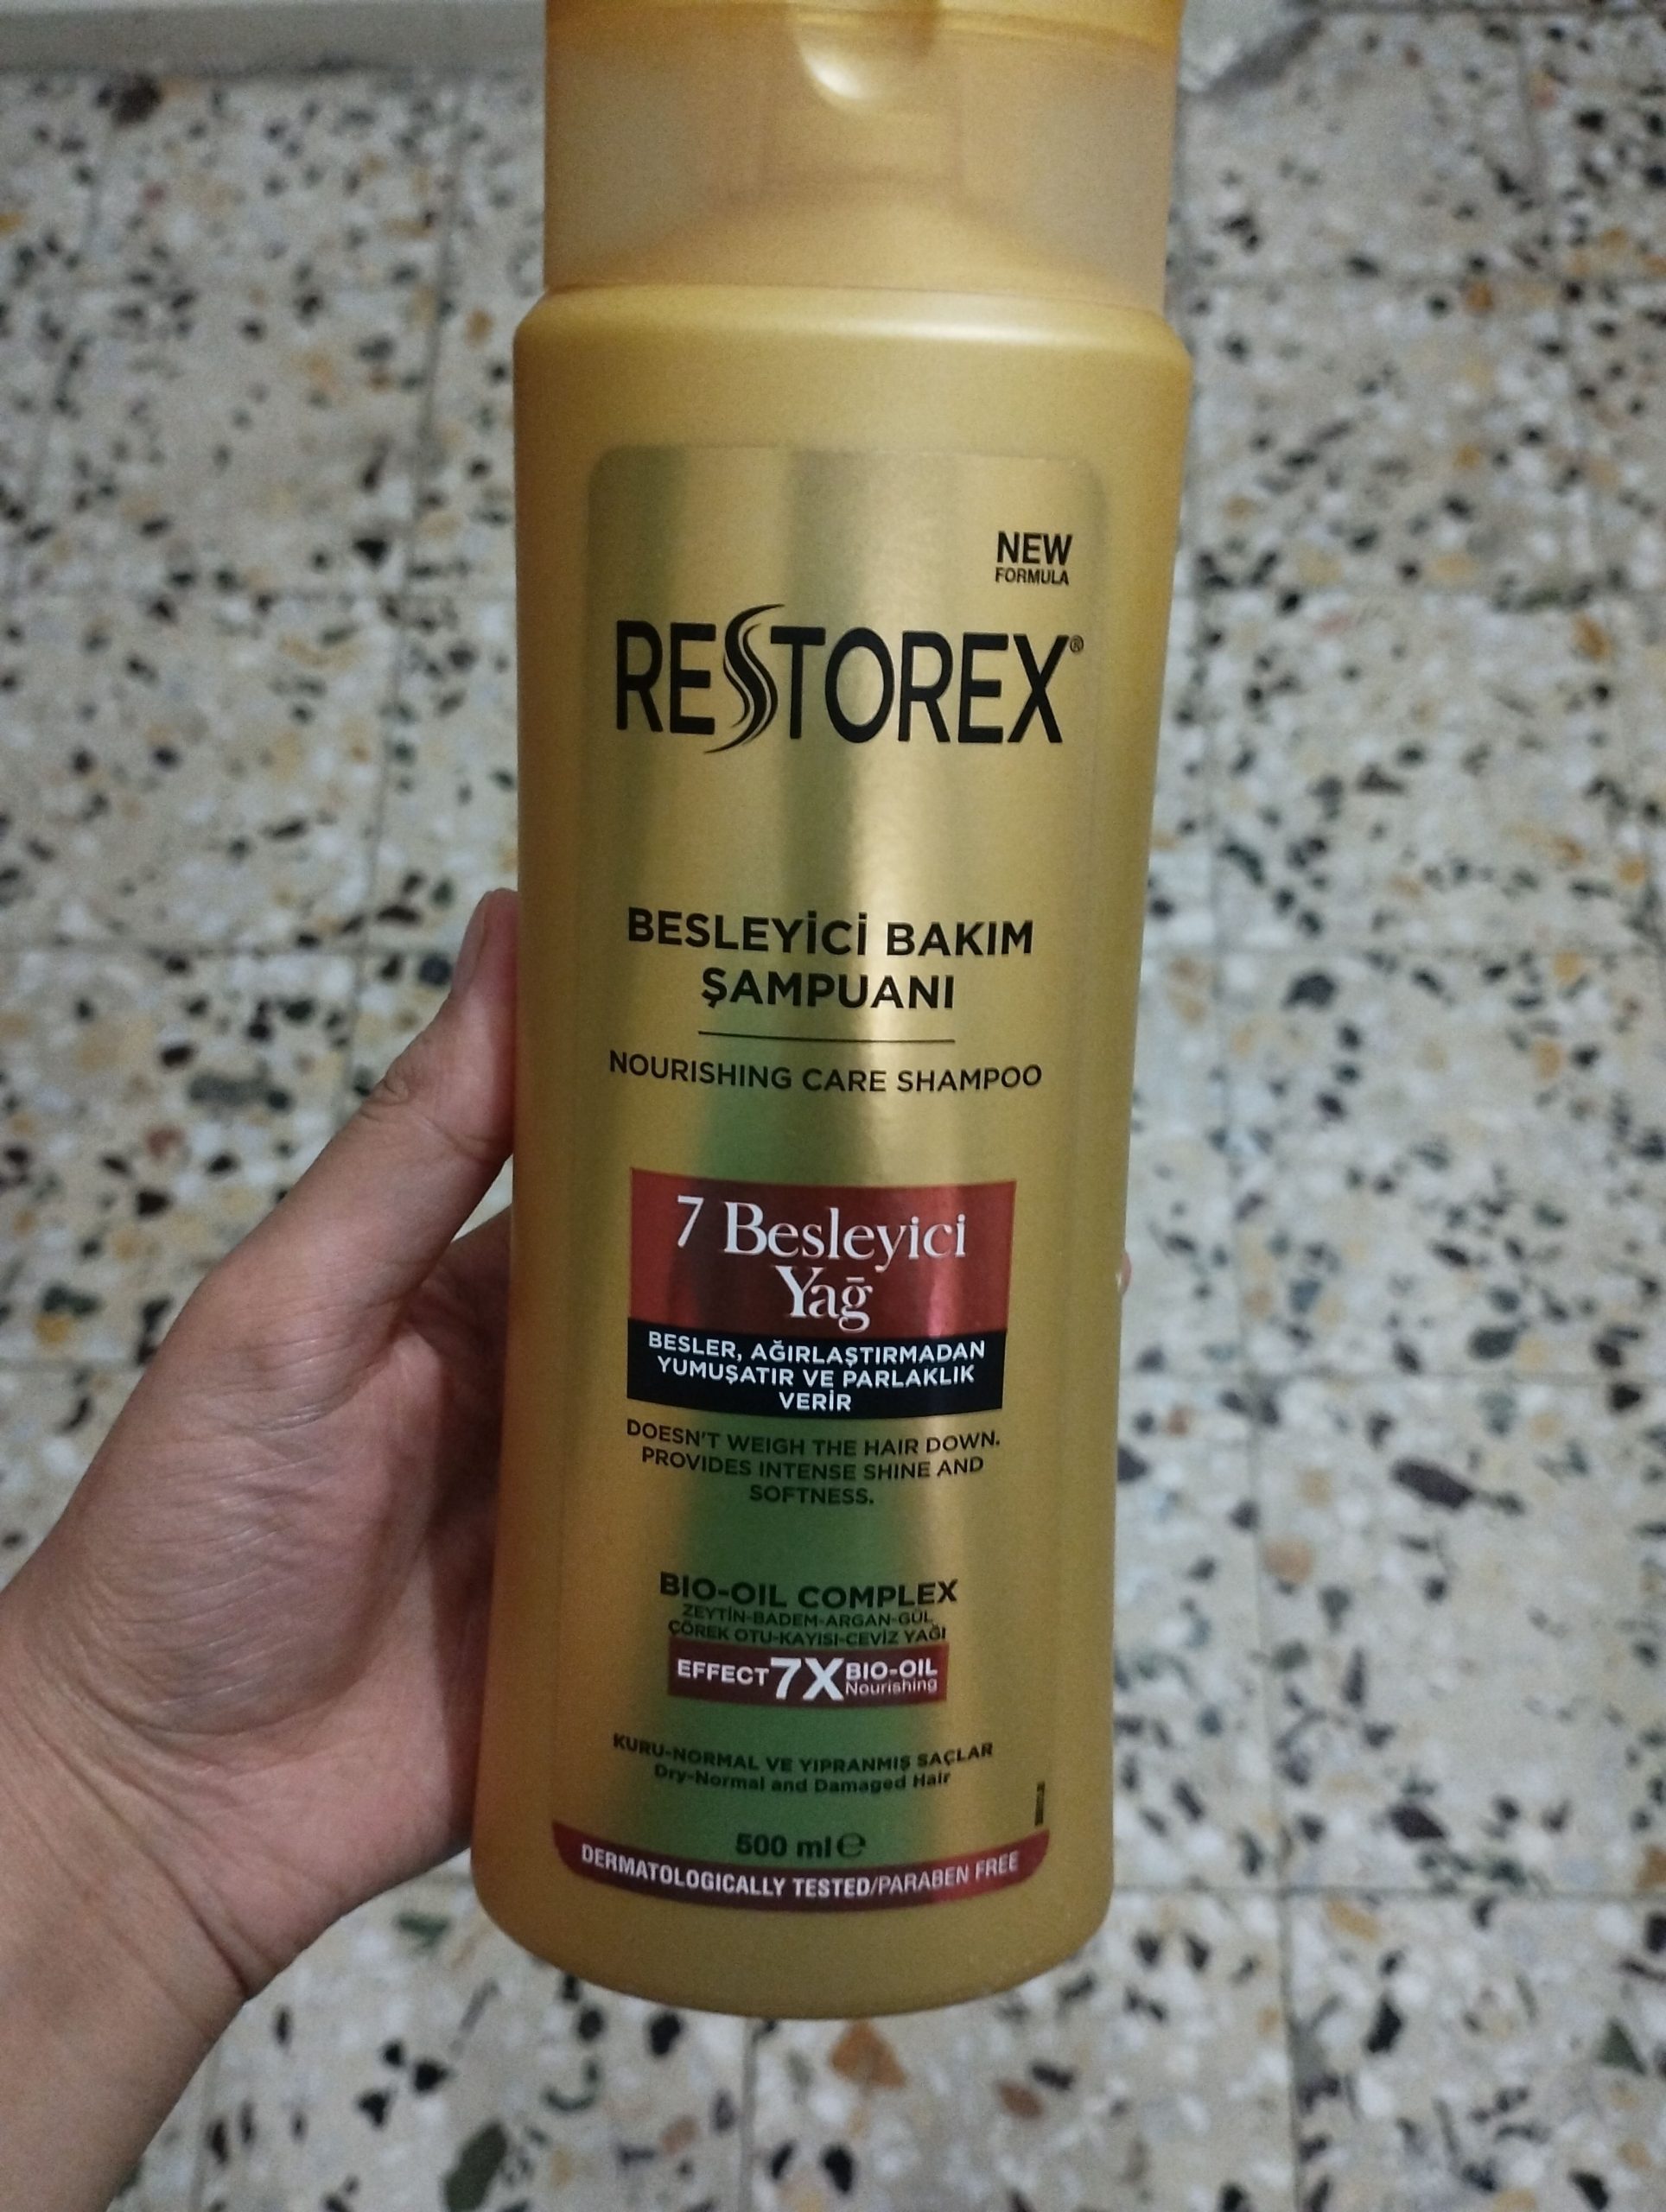 NEW
FORMULA
RESTOREX®
BESLEYİCİ BAKIM
ŞAMPUANI
NOURISHING CARE SHAMPOO
7 Besleyici
Yağ
BESLER, AĞIRLAŞTIRMADAN
YUMUŞATIR VE PARLAKLIK
VERİR
DOESN'T WEIGH THE HAIR DOWN.
PROVIDES INTENSE SHINE AND
SOFTNESS.
BIO-OIL COMPLEX
ZEYTİN-BADEM-ARGAN-GÜL
ÇÖREK OTU-KAYISI-CEVİZ YAĞI
EFFECT 7X BIO-OIL
Nourishing
KURU-NORMAL VE YIPRANMIŞ SAÇLAR
Dry-Normal and Damaged Hair
500 ml e
DERMATOLOGICALLY TESTED/PARABEN FREE